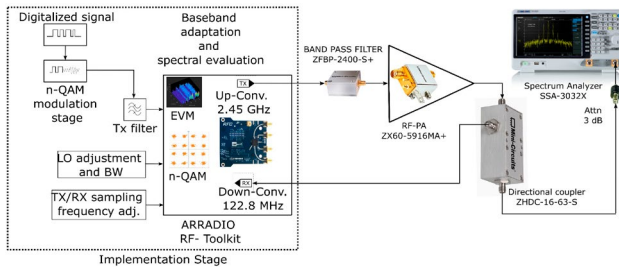 Digitalized signal
n-QAM
modulation
stage
Tx filter
LO adjustment
and BW
TX/RX sampling
frequency adj.
Implementation Stage
Baseband
adaptation
and
spectral evaluation
EVM
n-QAM
TX
Up-Conv.
2.45 GHz
RX
Down-Conv.
122.8 MHz
ARRADIO
RF- Toolkit
BAND PASS FILTER
ZFBP-2400-S+
RF-PA
ZX60-5916MA+
Spectrum Analyzer
SSA-3032X
Attn
3 dB
Mini-Circuits
Directional coupler
ZHDC-16-63-S